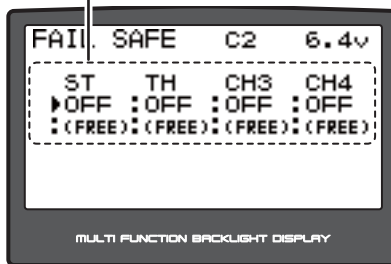 FAIL SAFE C2 6.4v
ST TH CH3 CH4
▶OFF :OFF :OFF :OFF
:(FREE):(FREE):(FREE):(FREE)
MULTI FUNCTION BACKLIGHT DISPLAY